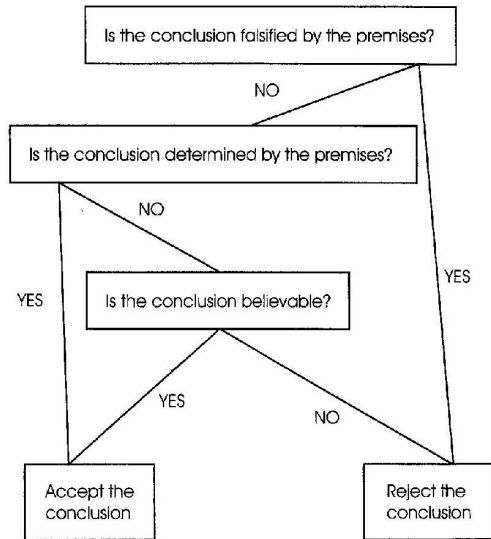 Is the conclusion falsified by the premises?
NO
Is the conclusion determined by the premises?
NO
YES
YES
Is the conclusion believable?
YES
NO
Accept the
conclusion
Reject the
conclusion